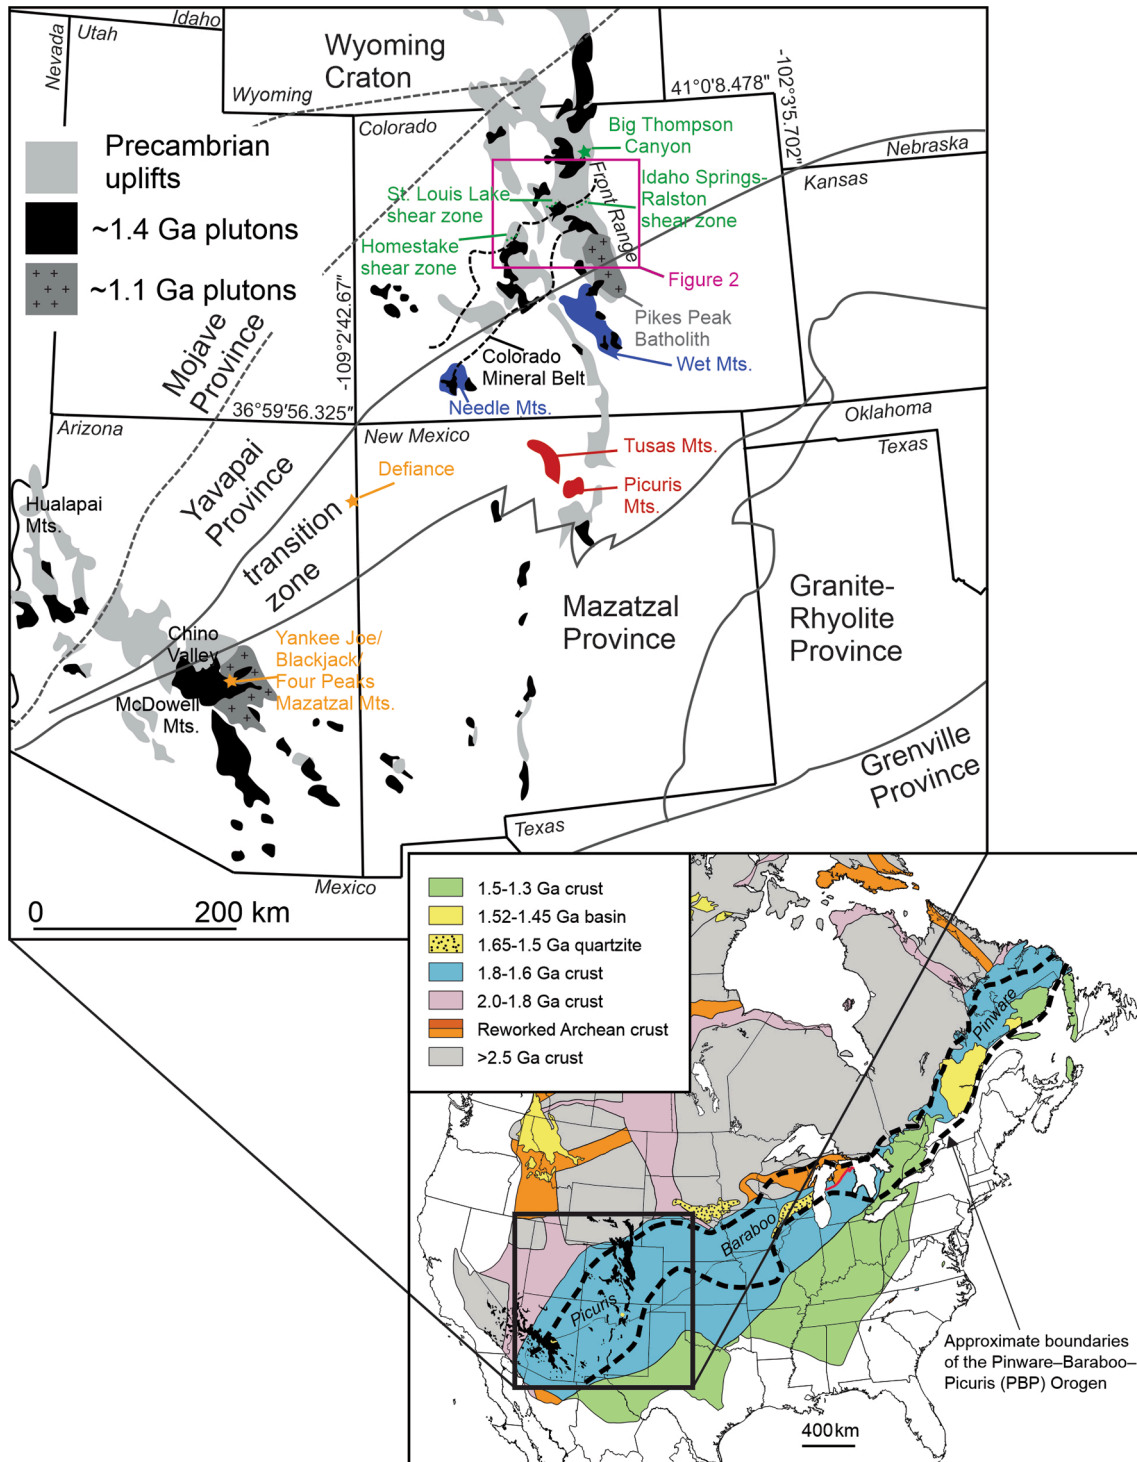 Idaho
Nevada
Utah
Wyoming
Craton
Wyoming
41°0'8.478"
-102°3'5.702"
Colorado
Nebraska
Kansas
Precambrian
uplifts
~1.4 Ga plutons
~1.1 Ga plutons
Big Thompson
Canyon
Front Range
Idaho Springs-
Ralston
shear zone
St. Louis Lake
shear zone
Homestake
shear zone
Figure 2
Pikes Peak
Batholith
Wet Mts.
Colorado
Mineral Belt
Needle Mts.
-109°2'42.67"
Mojave
Province
36°59'56.325"
Arizona
New Mexico
Oklahoma
Texas
Tusas Mts.
Picuris
Mts.
Defiance
Yavapai
Province
transition
zone
Hualapai
Mts.
Mazatzal
Province
Granite-
Rhyolite
Province
Grenville
Province
Chino
Valley
McDowell
Mts.
Yankee Joe/
Blackjack/
Four Peaks
Mazatzal Mts.
Texas
Mexico
0 200 km
1.5-1.3 Ga crust
1.52-1.45 Ga basin
1.65-1.5 Ga quartzite
1.8-1.6 Ga crust
2.0-1.8 Ga crust
Reworked Archean crust
>2.5 Ga crust
Pinware
Baraboo
Picuris
Approximate boundaries
of the Pinware–Baraboo–
Picuris (PBP) Orogen
400km